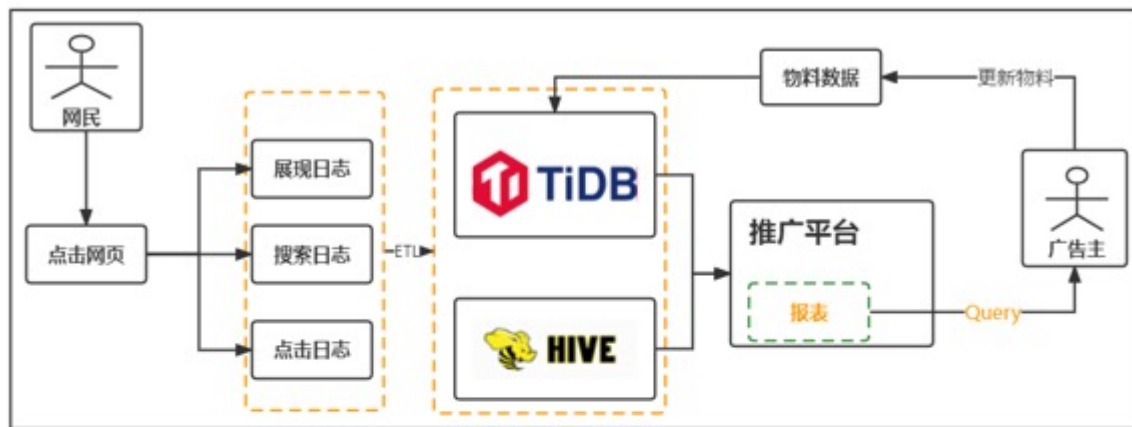 网民
点击网页
展现日志
搜索日志
点击日志
ETL
TiDB
HIVE
物料数据
更新物料
推广平台
报表
Query
广告主